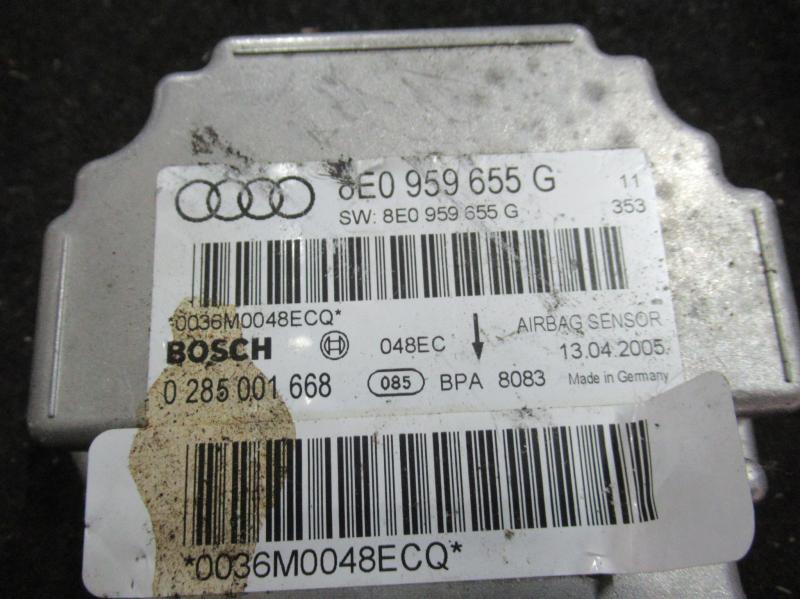 8E0 959 655 G 11
SW: 8E0 959 655 G 353
*0036M0048ECQ*
BOSCH 048EC AIRBAG SENSOR
13.04.2005
0 285 001 668 085 BPA 8083 Made in Germany
*0036M0048ECQ*